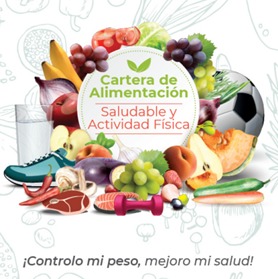 Cartera de
Alimentación
Saludable y
Actividad Física
¡Controlo mi peso, mejoro mi salud!